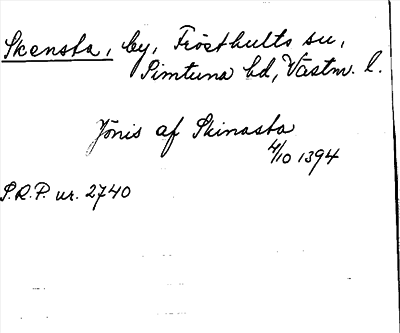 Skensta, by, Frösthults sn,
Simtuna hd, Västm. l.
Jönis af Skinasta
4/10 1394
S.R.P. nr. 2740